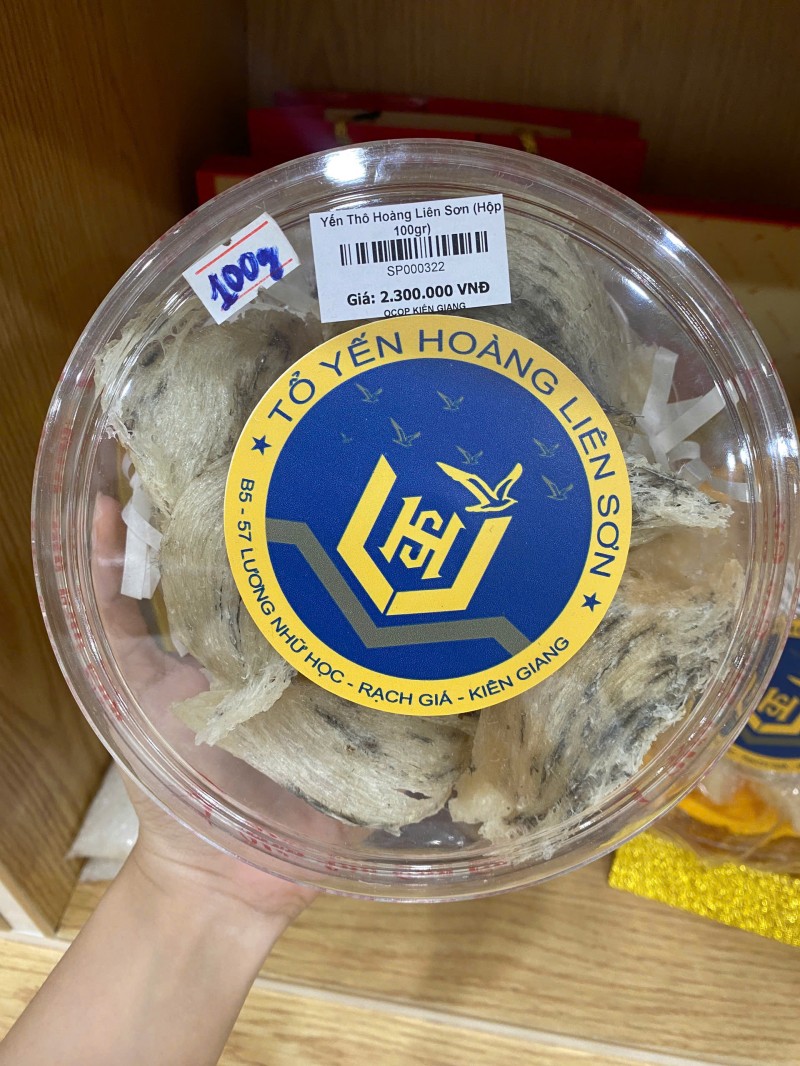 100g
Yến Thô Hoàng Liên Sơn (Hộp
100gr)
SP000322
Giá: 2.300.000 VNĐ
OCOP KIÊN GIANG
★ TỔ YẾN HOÀNG LIÊN SƠN ★
B5 - 57 LƯƠNG NHỮ HỌC - RẠCH GIÁ - KIÊN GIANG